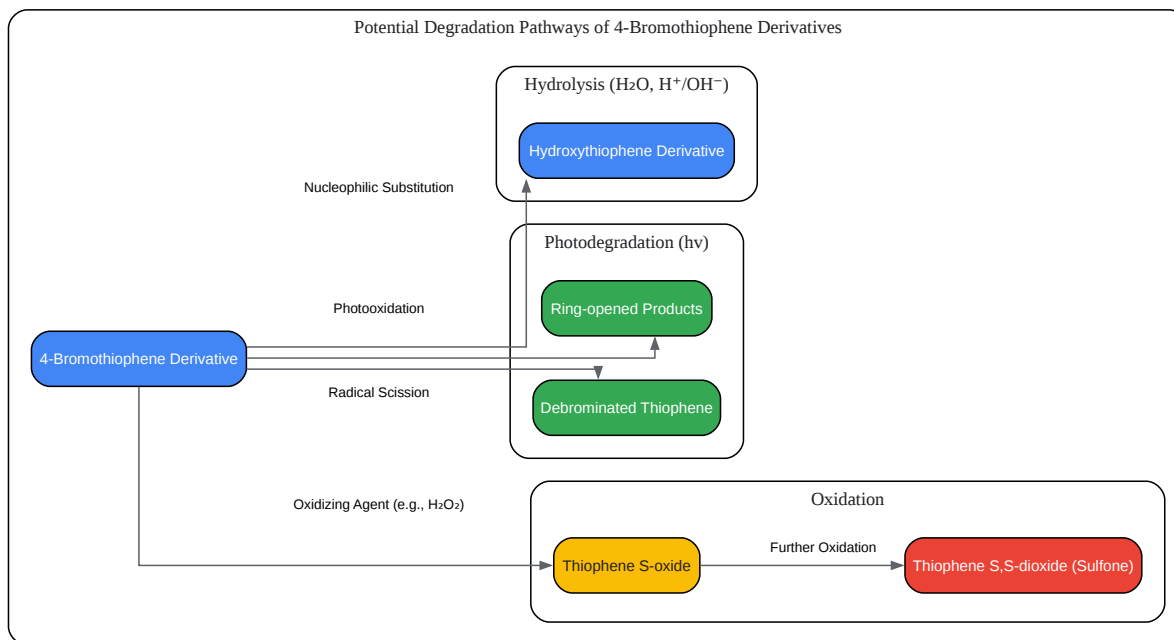 Potential Degradation Pathways of 4-Bromothiophene Derivatives
Hydrolysis (H₂O, H⁺/OH⁻)
Hydroxythiophene Derivative
Nucleophilic Substitution
Photodegradation (hv)
Ring-opened Products
Photooxidation
4-Bromothiophene Derivative
Radical Scission
Debrominated Thiophene
Oxidation
Oxidizing Agent (e.g., H₂O₂)
Thiophene S-oxide
Further Oxidation
Thiophene S,S-dioxide (Sulfone)